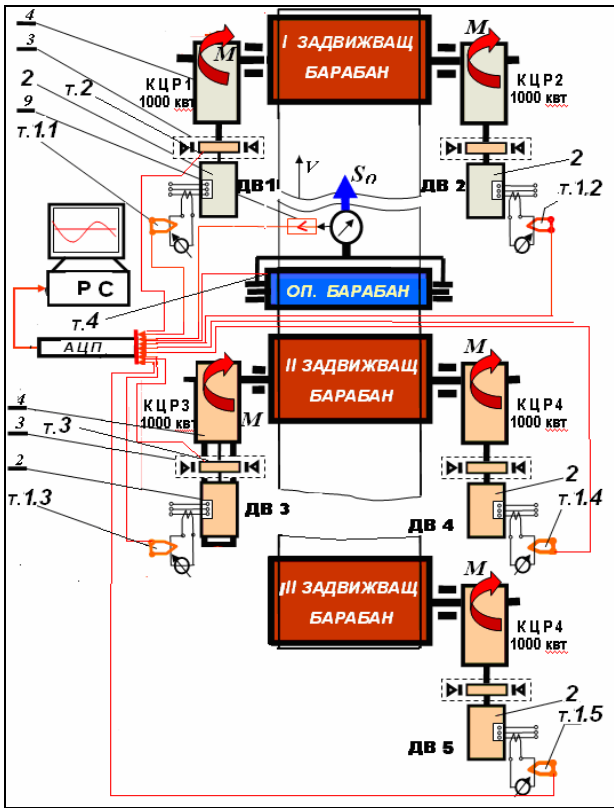 4
3
2
9
т.1.1
т.2
КЦР1
1000 квт
M
I ЗАДВИЖВАЩ
БАРАБАН
M
КЦР2
1000 квт
ДВ1
ДВ 2
2
т.1.2
V
S₀
РС
АЦП
т.4
ОП. БАРАБАН
4
3
2
т.3
т.1.3
КЦР3
1000 квт
M
II ЗАДВИЖВАЩ
БАРАБАН
M
КЦР4
1000 квт
ДВ 3
ДВ 4
2
т.1.4
III ЗАДВИЖВАЩ
БАРАБАН
M
КЦР4
1000 квт
ДВ 5
2
т.1.5